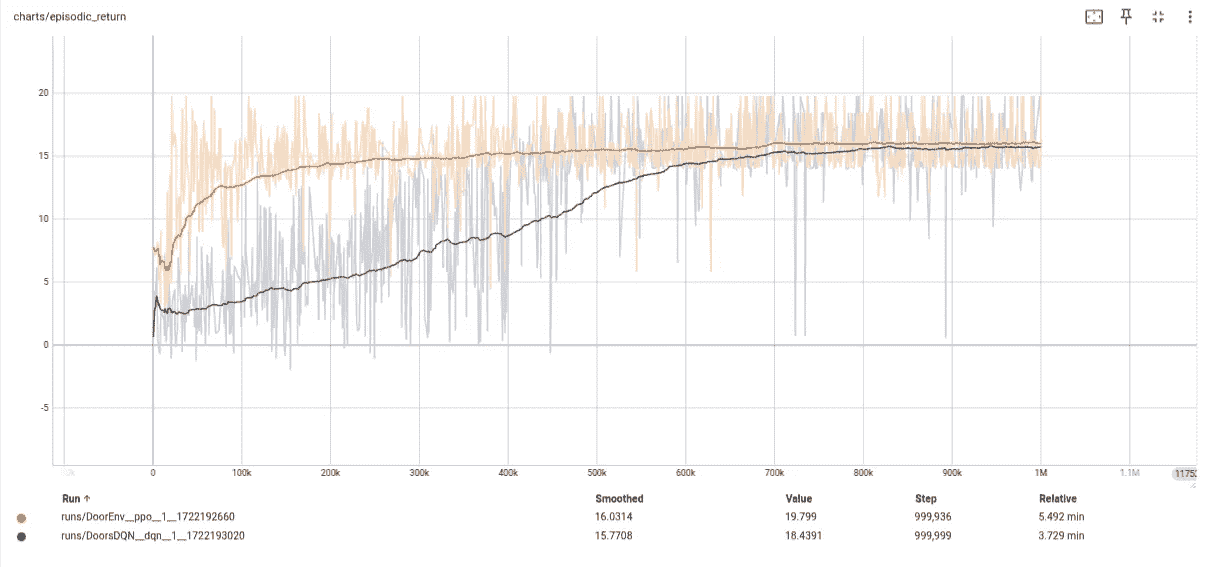 charts/episodic_return
20
15
10
5
0
-5
0 100k 200k 300k 400k 500k 600k 700k 800k 900k 1M 1.1M 1175
Run ↑ Smoothed Value Step Relative
runs/DoorEnv__ppo__1__1722192660 16.0314 19.799 999,936 5.492 min
runs/DoorsDQN__dqn__1__1722193020 15.7708 18.4391 999,999 3.729 min